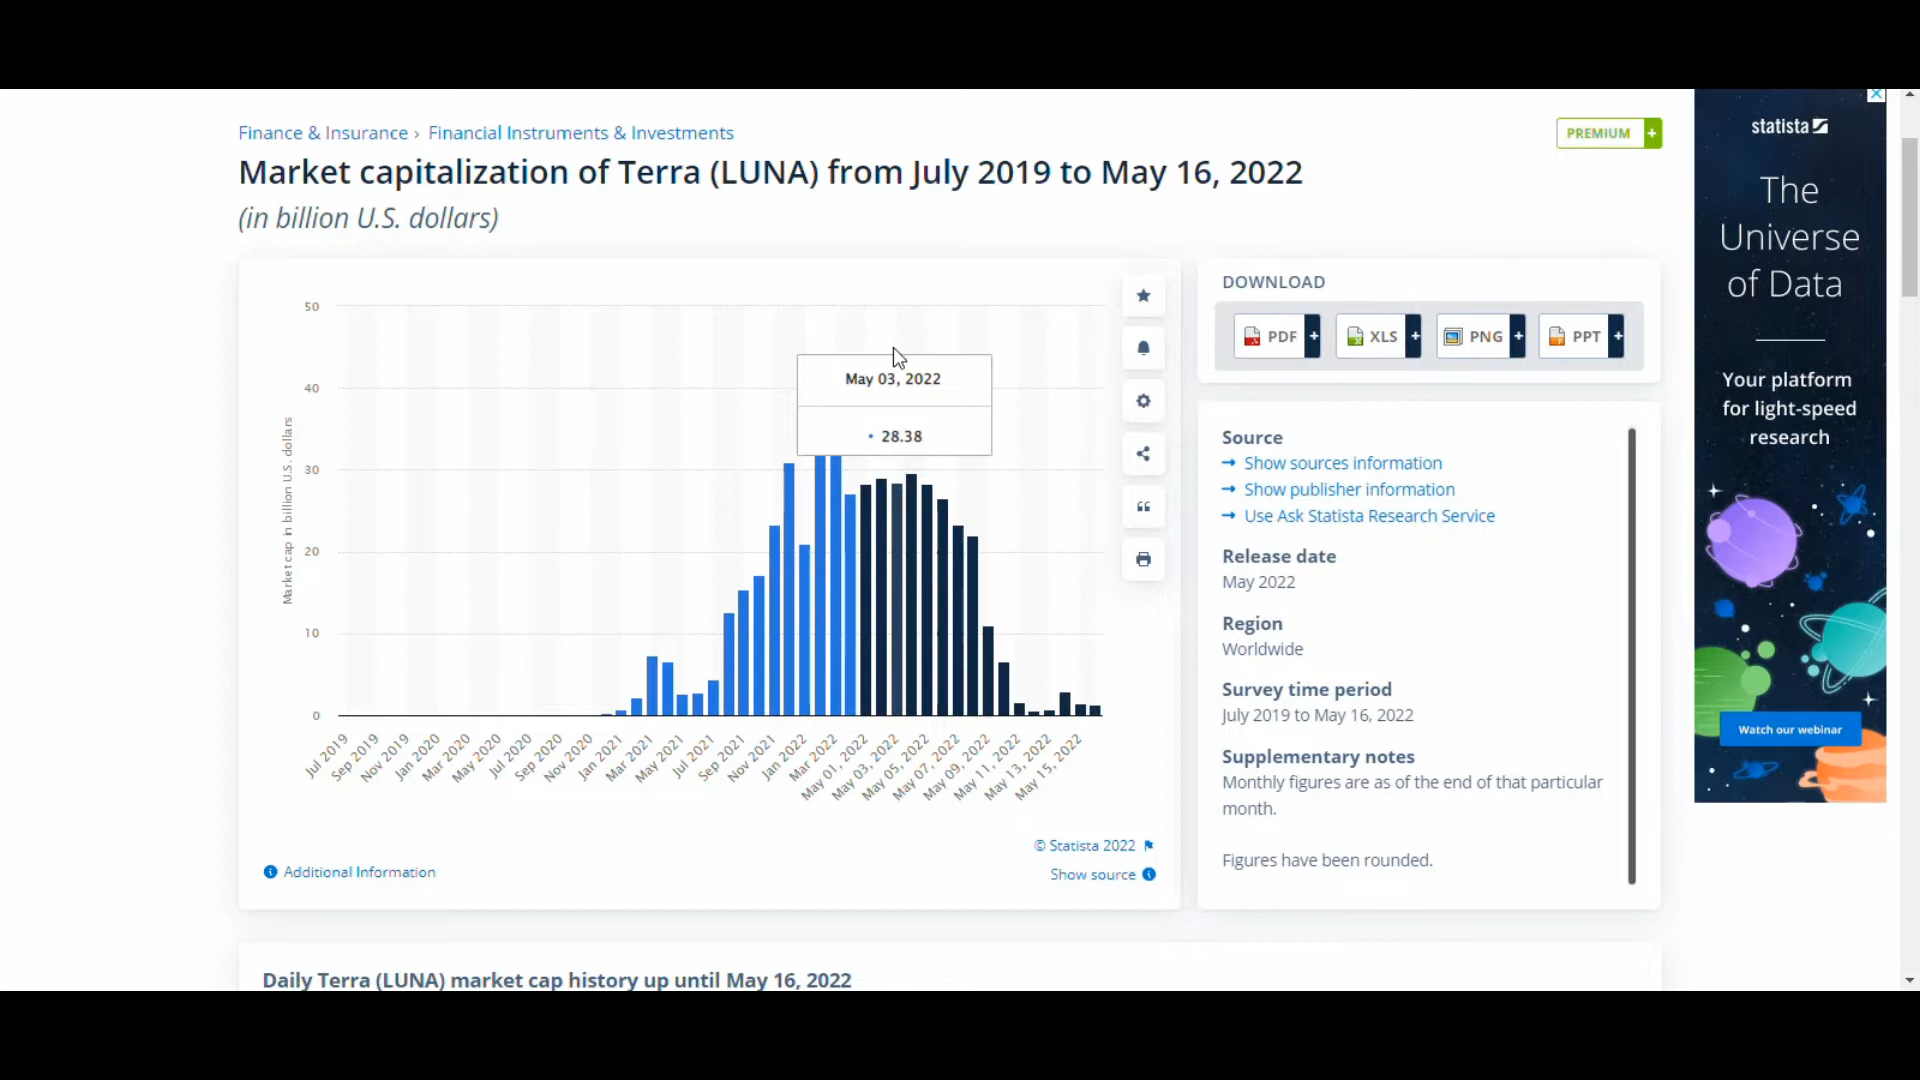 Finance & Insurance › Financial Instruments & Investments
PREMIUM +
Market capitalization of Terra (LUNA) from July 2019 to May 16, 2022
(in billion U.S. dollars)
50
40
30
20
10
0
Market cap in billion U.S. dollars
May 03, 2022
28.38
Jul 2019
Sep 2019
Nov 2019
Jan 2020
Mar 2020
May 2020
Jul 2020
Sep 2020
Nov 2020
Jan 2021
Mar 2021
May 2021
Jul 2021
Sep 2021
Nov 2021
Jan 2022
Mar 2022
May 01, 2022
May 03, 2022
May 05, 2022
May 07, 2022
May 09, 2022
May 11, 2022
May 13, 2022
May 15, 2022
© Statista 2022
Additional Information
Show source
DOWNLOAD
PDF + XLS + PNG + PPT +
Source
→ Show sources information
→ Show publisher information
→ Use Ask Statista Research Service
Release date
May 2022
Region
Worldwide
Survey time period
July 2019 to May 16, 2022
Supplementary notes
Monthly figures are as of the end of that particular
month.
Figures have been rounded.
statista
The
Universe
of Data
Your platform
for light-speed
research
Watch our webinar
Daily Terra (LUNA) market cap history up until May 16, 2022